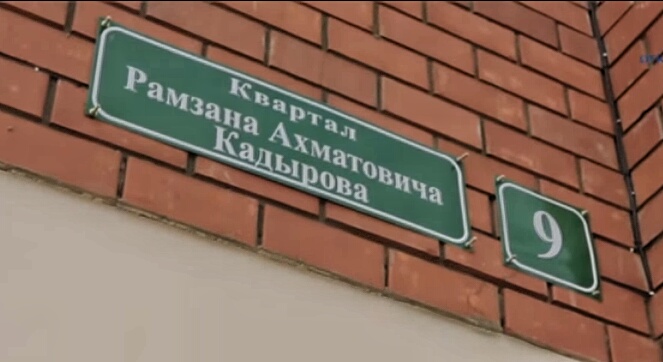 Квартал
Рамзана Ахматовича
Кадырова
9